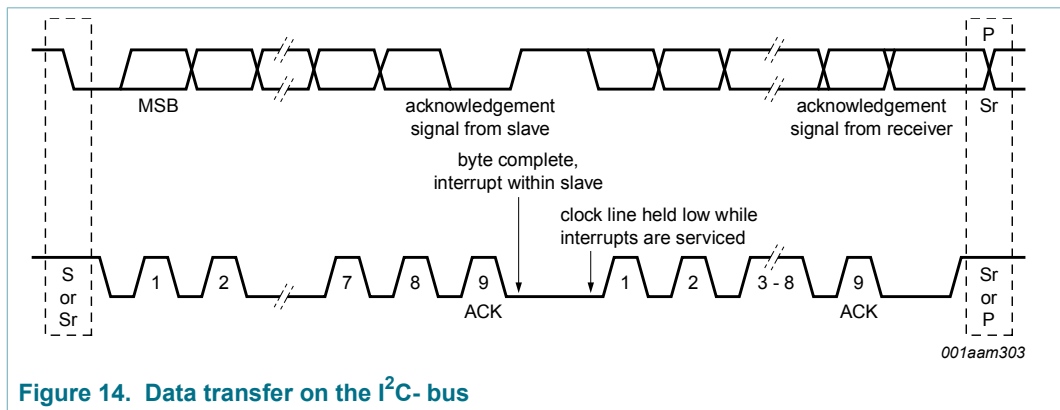 P
MSB
acknowledgement
signal from slave
acknowledgement
signal from receiver
Sr
byte complete,
interrupt within slave
clock line held low while
interrupts are serviced
S
or
Sr
1
2
7
8
9
ACK
1
2
3 - 8
9
ACK
Sr
or
P
001aam303
Figure 14. Data transfer on the I²C- bus